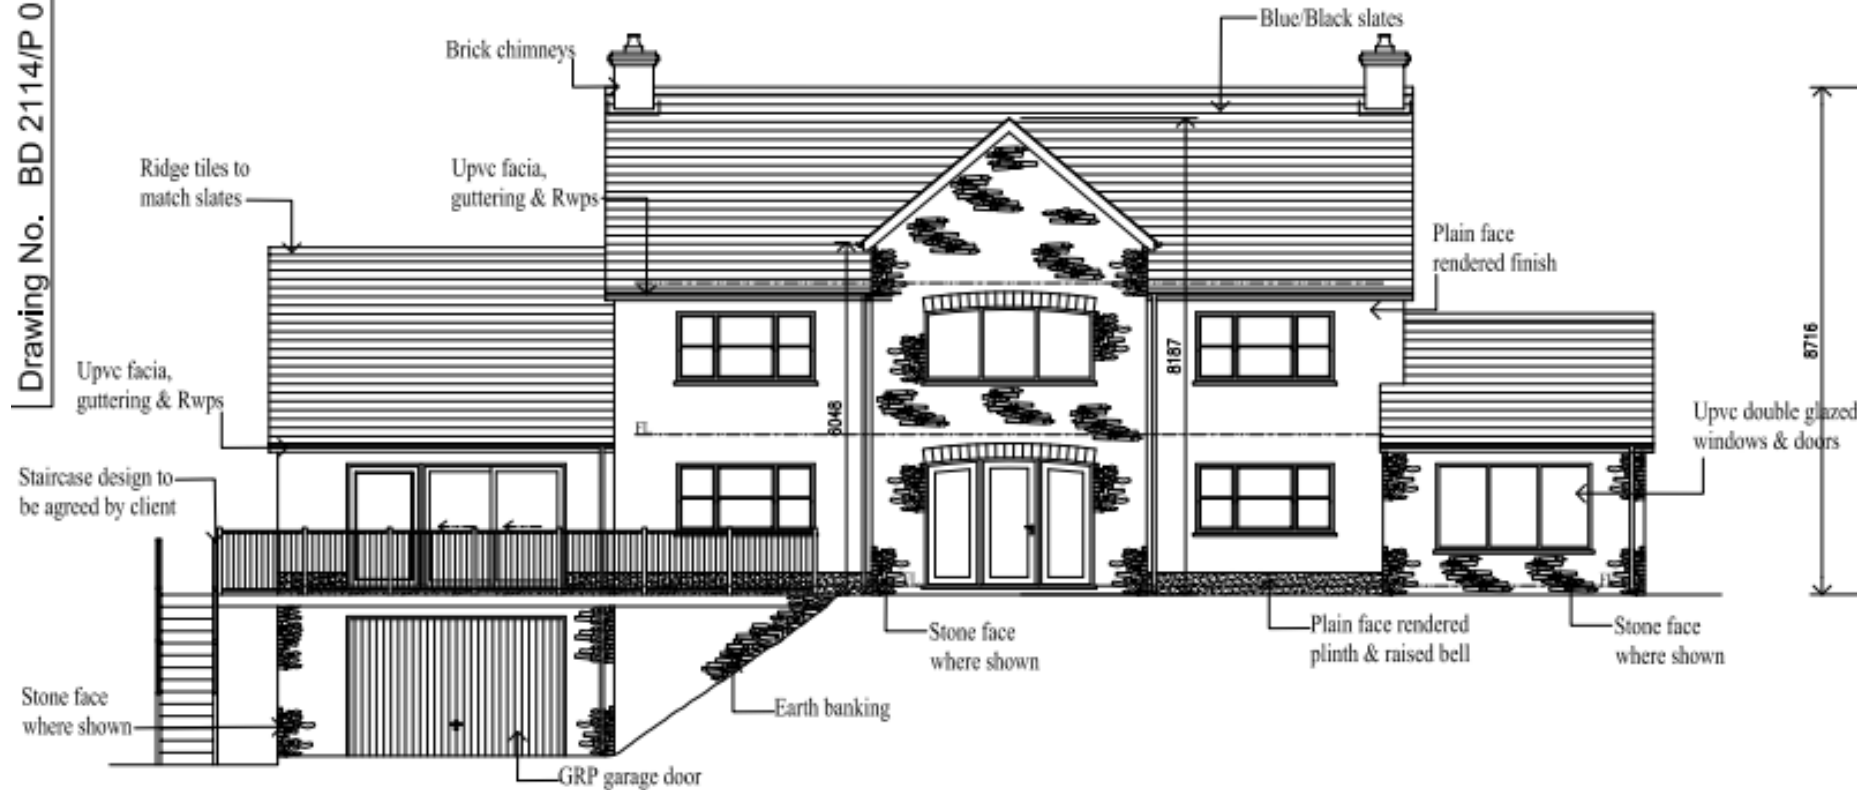 Drawing No. BD 2114/P 0
Blue/Black slates
Brick chimneys
Ridge tiles to
match slates
Upvc facia,
guttering & Rwps
Plain face
rendered finish
8716
8187
6048
Upvc facia,
guttering & Rwps
FL
Upvc double glazed
windows & doors
Staircase design to
be agreed by client
FL
FL
Stone face
where shown
Plain face rendered
plinth & raised bell
Stone face
where shown
Stone face
where shown
Earth banking
GRP garage door